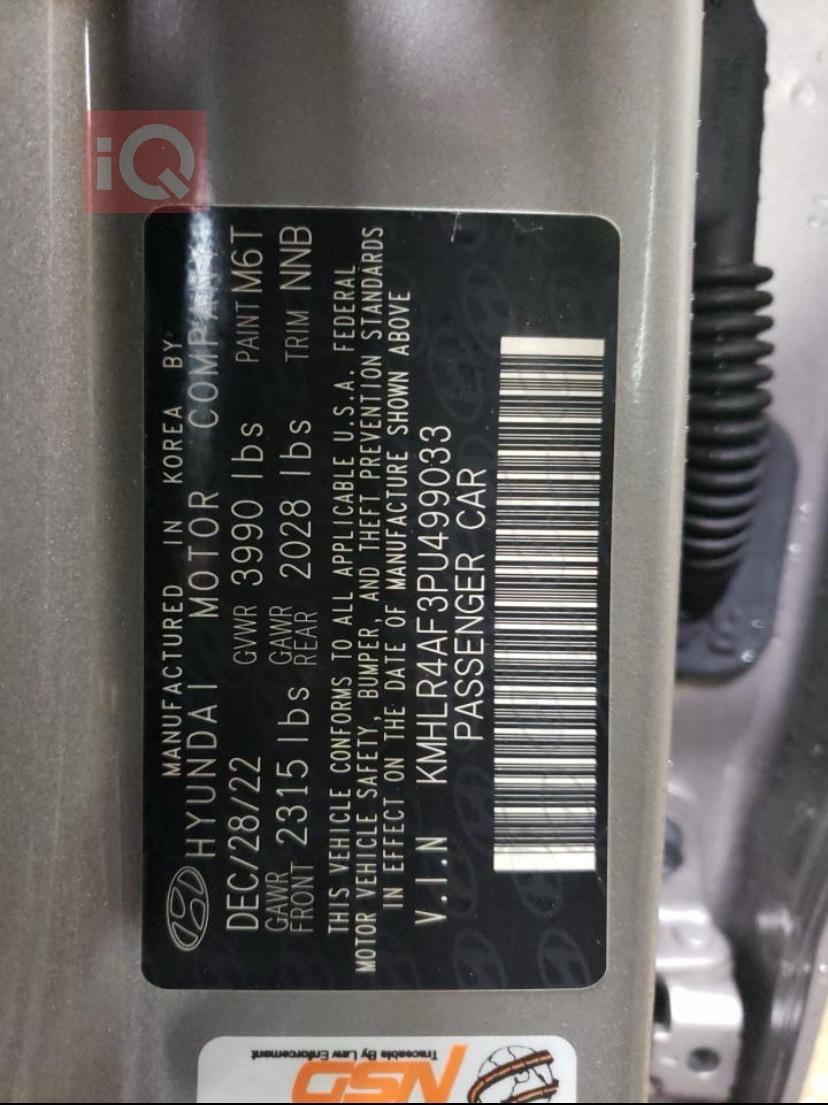 iQ
MANUFACTURED IN KOREA BY
HYUNDAI MOTOR COMPANY
DEC/28/22 GVWR 3990 lbs PAINT M6T
GAWR FRONT 2315 lbs GAWR REAR 2028 lbs TRIM NNB
THIS VEHICLE CONFORMS TO ALL APPLICABLE U.S.A. FEDERAL
MOTOR VEHICLE SAFETY, BUMPER, AND THEFT PREVENTION STANDARDS
IN EFFECT ON THE DATE OF MANUFACTURE SHOWN ABOVE
V.I.N KMHLR4AF3PU499033
PASSENGER CAR
NSD
Traceable By Law Enforcement